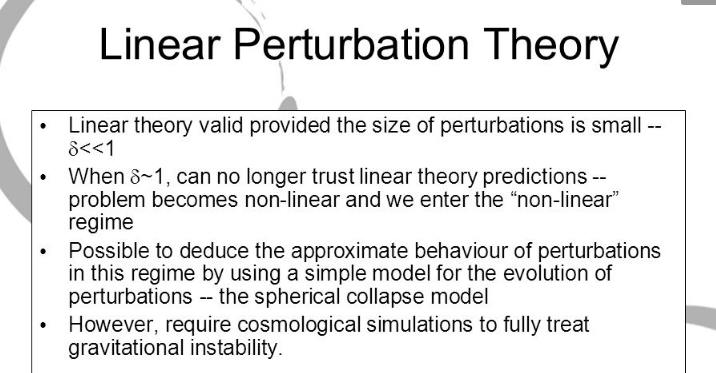 Linear Perturbation Theory
• Linear theory valid provided the size of perturbations is small --
δ<<1
• When δ~1, can no longer trust linear theory predictions --
problem becomes non-linear and we enter the “non-linear”
regime
• Possible to deduce the approximate behaviour of perturbations
in this regime by using a simple model for the evolution of
perturbations -- the spherical collapse model
• However, require cosmological simulations to fully treat
gravitational instability.